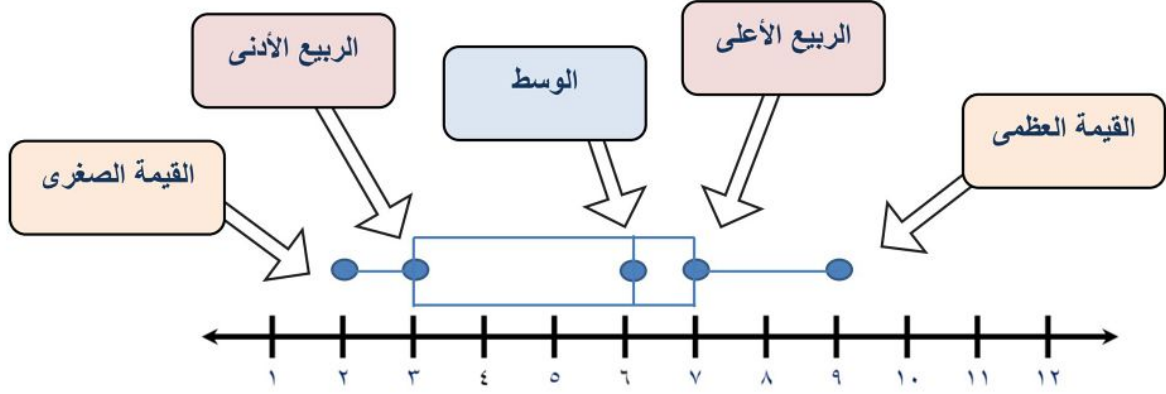 الربيع الأعلى
الربيع الأدنى
الوسط
القيمة العظمى
القيمة الصغرى
١ ٢ ٣ ٤ ٥ ٦ ٧ ٨ ٩ ١٠ ١١ ١٢